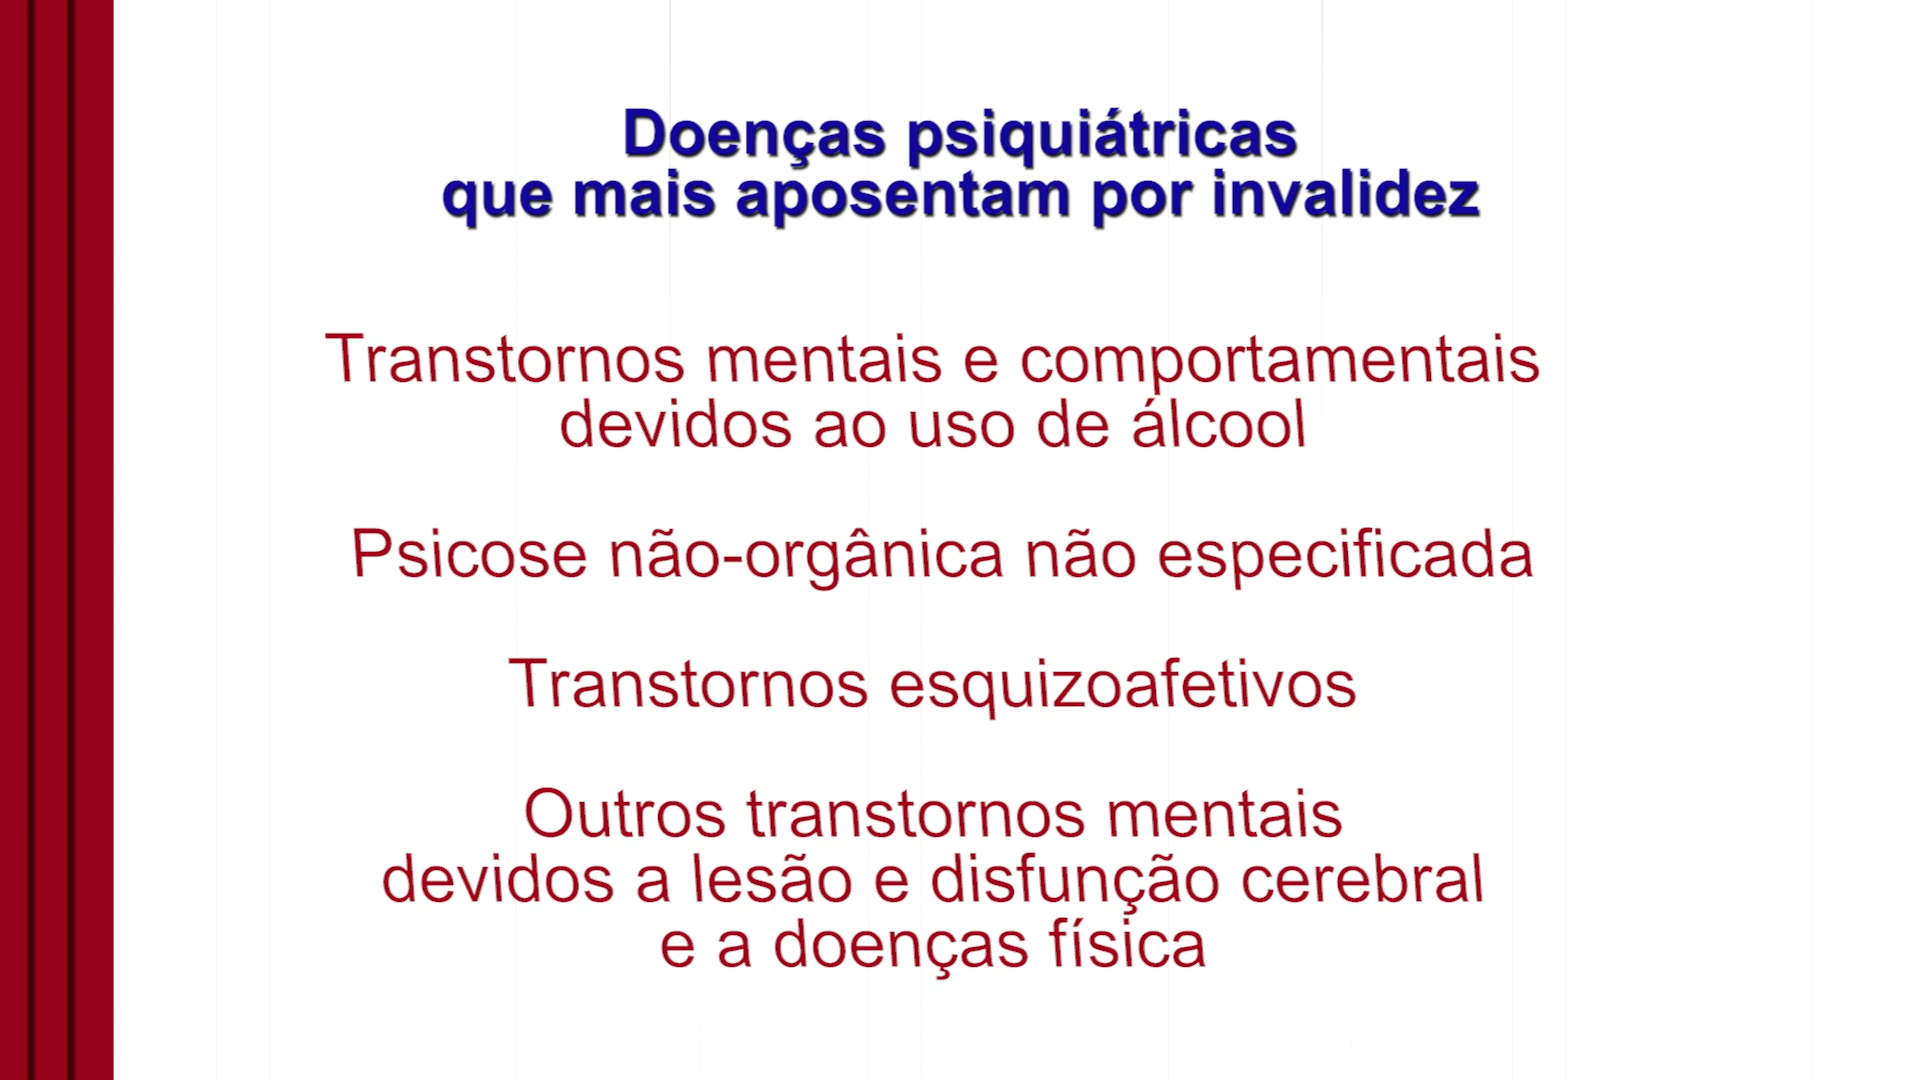 Doenças psiquiátricas
que mais aposentam por invalidez
Transtornos mentais e comportamentais
devidos ao uso de álcool
Psicose não-orgânica não especificada
Transtornos esquizoafetivos
Outros transtornos mentais
devidos a lesão e disfunção cerebral
e a doenças física